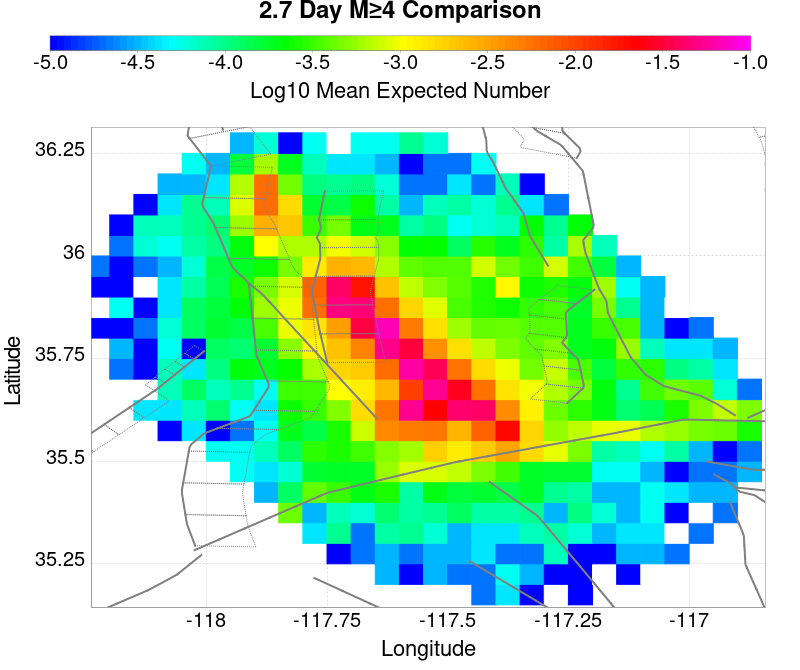 2.7 Day M≥4 Comparison
-5.0 -4.5 -4.0 -3.5 -3.0 -2.5 -2.0 -1.5 -1.0
Log10 Mean Expected Number
36.25
36
35.75
35.5
35.25
Latitude
-118 -117.75 -117.5 -117.25 -117
Longitude